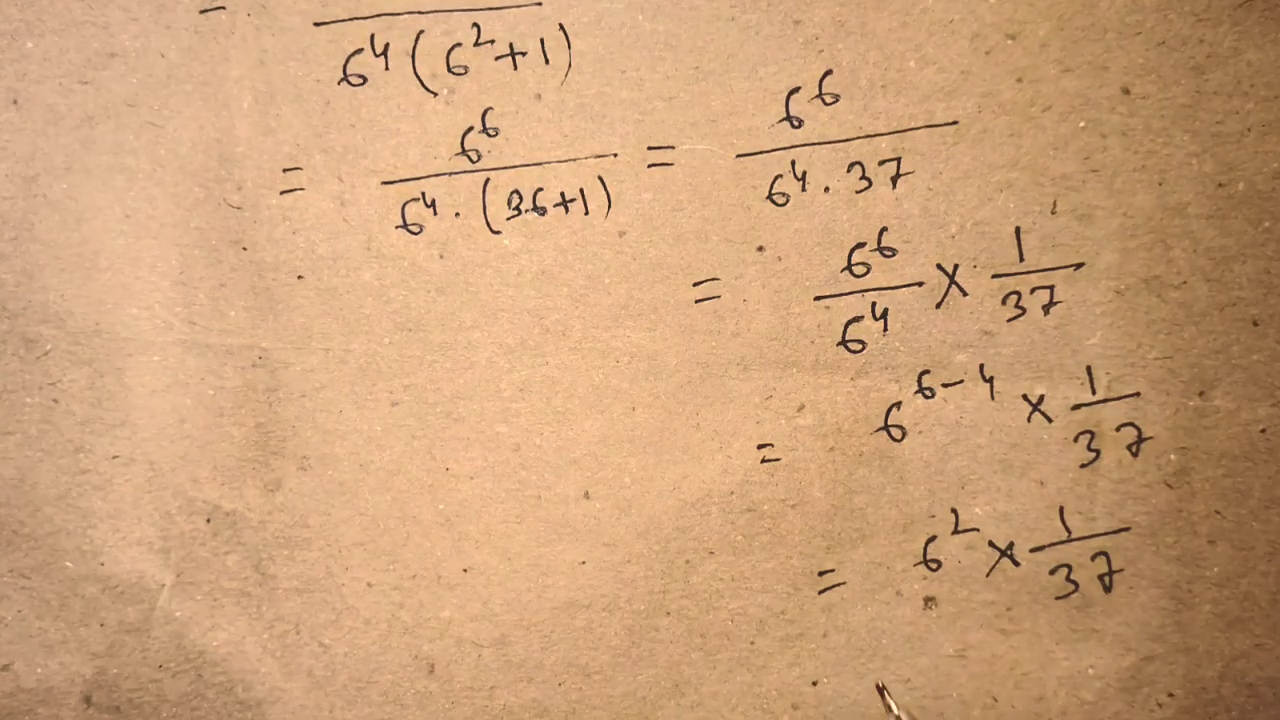 = ———
6⁴(6²+1)
= 6⁶/6⁴·(36+1) = 6⁶/6⁴·37
= 6⁶/6⁴ × 1/37
= 6⁶⁻⁴ × 1/37
= 6² × 1/37